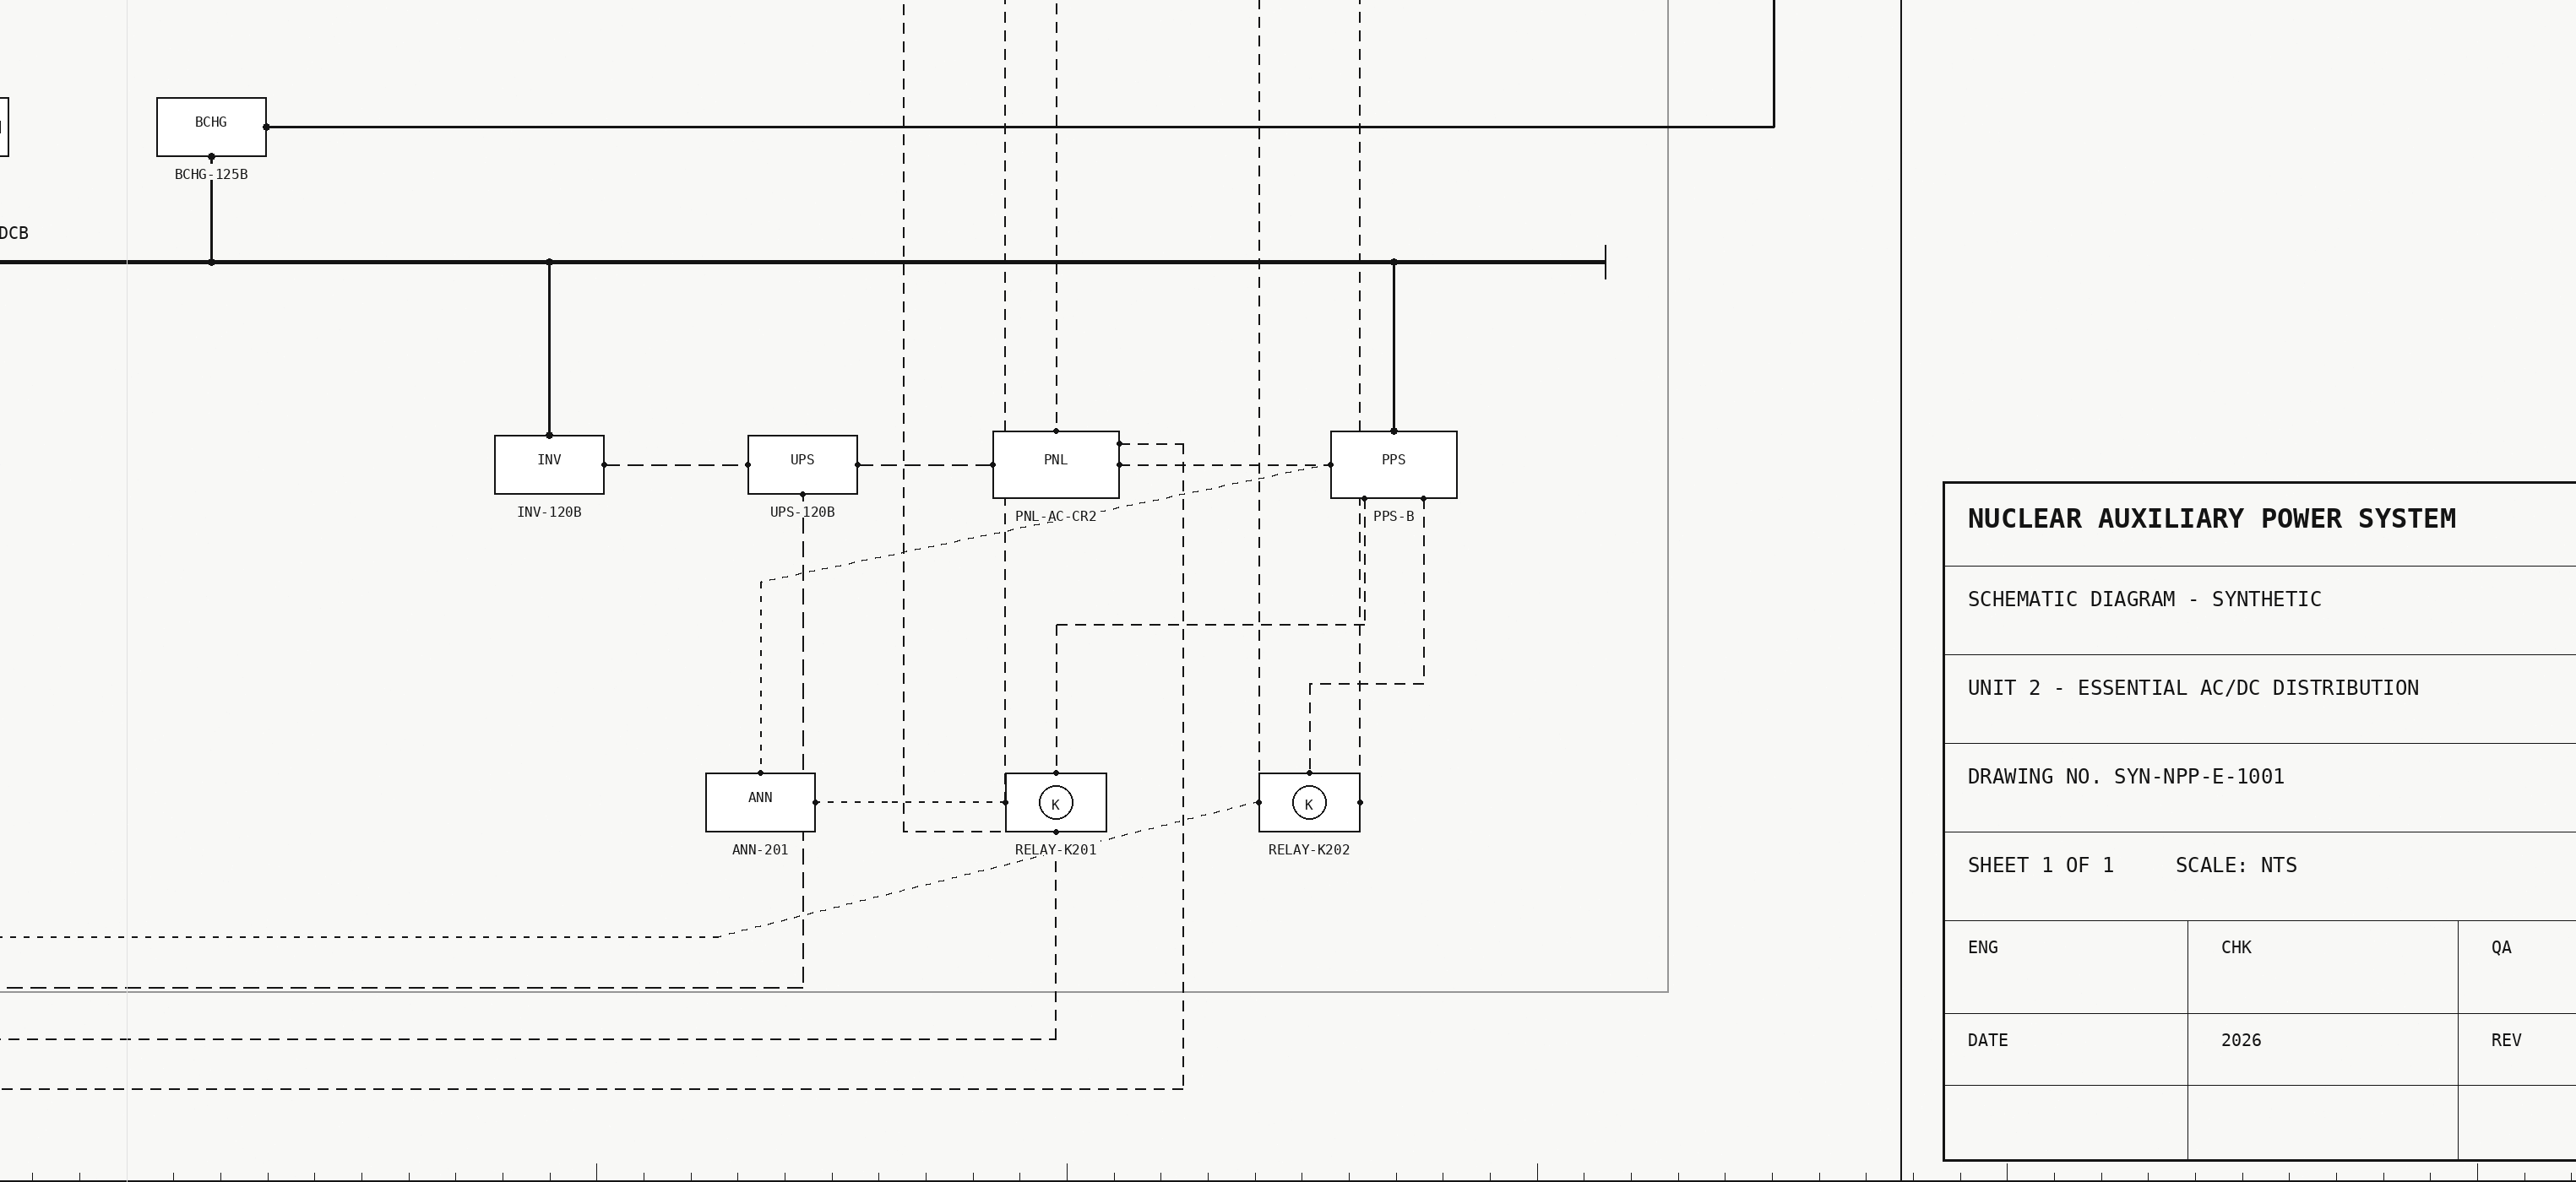 BCHG
BCHG-125B
DCB
INV
UPS
PNL
PPS
INV-120B
UPS-120B
PNL-AC-CR2
PPS-B
ANN
K
K
ANN-201
RELAY-K201
RELAY-K202
NUCLEAR AUXILIARY POWER SYSTEM
SCHEMATIC DIAGRAM - SYNTHETIC
UNIT 2 - ESSENTIAL AC/DC DISTRIBUTION
DRAWING NO. SYN-NPP-E-1001
SHEET 1 OF 1 SCALE: NTS
ENG CHK QA
DATE 2026 REV